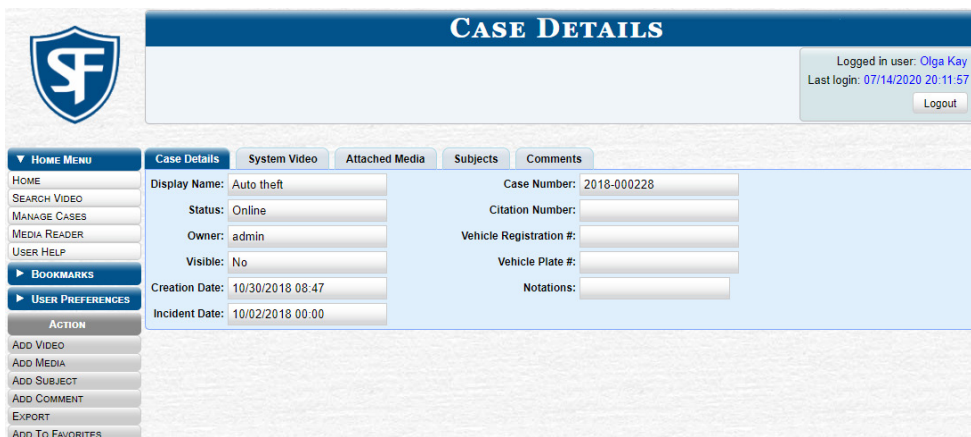 SF
CASE DETAILS
Logged in user: Olga Kay
Last login: 07/14/2020 20:11:57
Logout
▼ HOME MENU
HOME
SEARCH VIDEO
MANAGE CASES
MEDIA READER
USER HELP
► BOOKMARKS
► USER PREFERENCES
ACTION
ADD VIDEO
ADD MEDIA
ADD SUBJECT
ADD COMMENT
EXPORT
ADD TO FAVORITES
Case Details System Video Attached Media Subjects Comments
Display Name: Auto theft Case Number: 2018-000228
Status: Online Citation Number:
Owner: admin Vehicle Registration #:
Visible: No Vehicle Plate #:
Creation Date: 10/30/2018 08:47 Notations:
Incident Date: 10/02/2018 00:00